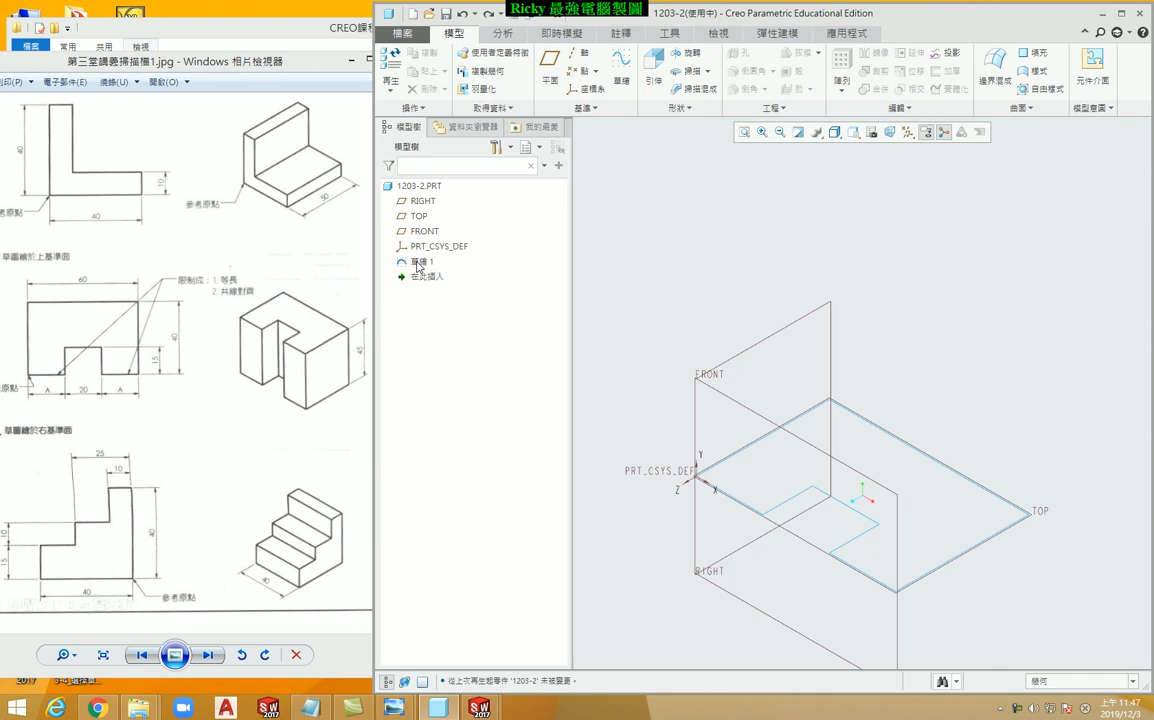 Ricky 最強電腦製圖
1203-2(使用中) - Creo Parametric Educational Edition
CREO課程
檔案 常用 共用 檢視
第三堂講義掃描檔1.jpg - Windows 相片檢視器
列印(P) 電子郵件(E) 燒錄(U) 開啟(O)
檔案 模型 分析 即時模擬 註釋 工具 檢視 彈性建模 應用程式
再生
複製
貼上
刪除
使用者定義特徵
複製幾何
平面
軸
點
座標系
草繪
引伸
旋轉
掃描
掃描混成
孔
倒圓角
倒角
拔模
陣列
鏡像 延伸 投影
裁剪 位移 加厚
合併 相交 實體化
邊界混成
填充
樣式
自由樣式
元件介面
操作 取得資料 基準 形狀 工程 編輯 曲面 模型意圖
模型樹 資料夾瀏覽器 我的最愛
模型樹
1203-2.PRT
RIGHT
TOP
FRONT
PRT_CSYS_DEF
草繪 1
在此插入
40
10
40
參考原點
50
參考原點
草圖繪於上基準面
60
40
15
A 20 A
限制成: 1. 等長
2. 共線對齊
45
草圖繪於右基準面
25
10
40
10
15
40
參考原點
40
FRONT
PRT_CSYS_DEF
Y
Z
X
TOP
RIGHT
從上次再生起零件 '1203-2' 未被變更。
幾何
2017
上午 11:47
2019/12/3